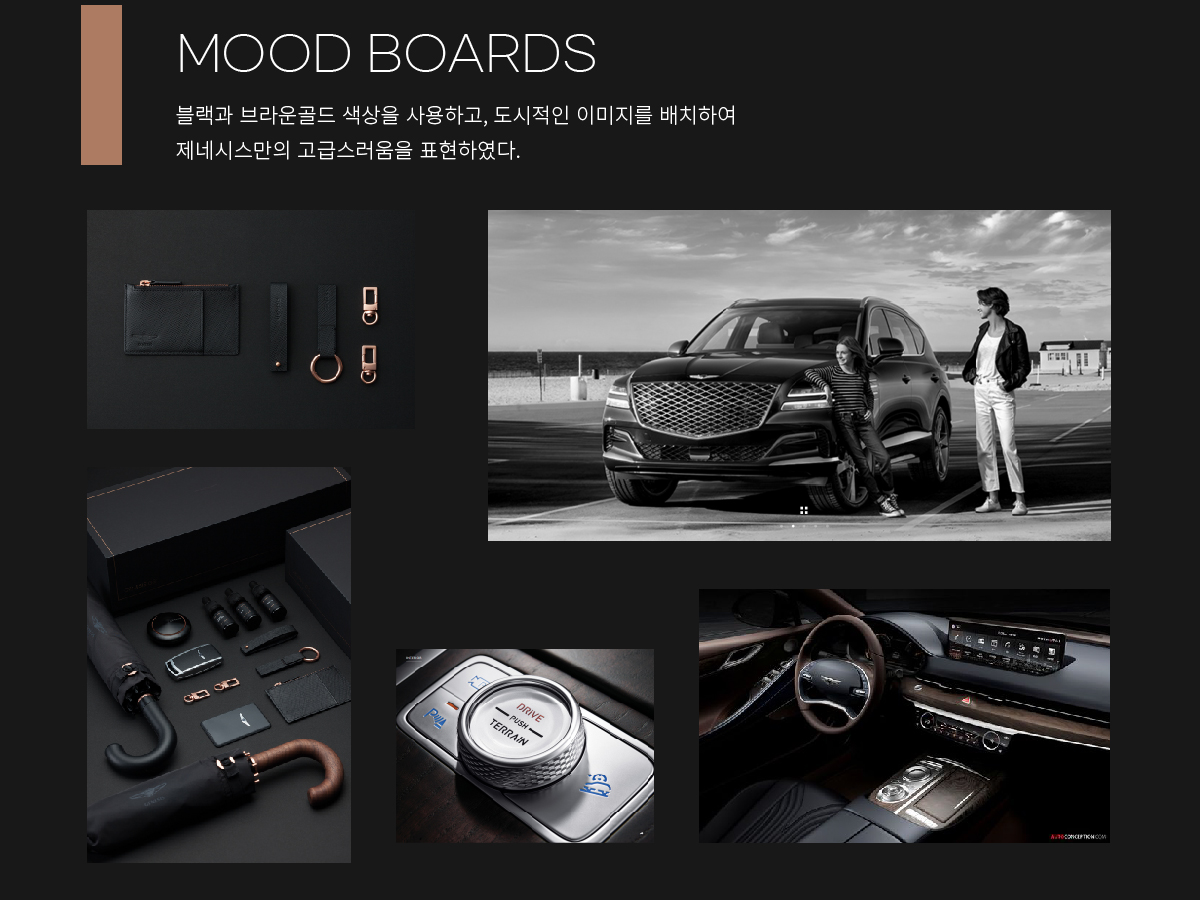 MOOD BOARDS
블랙과 브라운골드 색상을 사용하고, 도시적인 이미지를 배치하여
제네시스만의 고급스러움을 표현하였다.
DRIVE
PUSH
TERRAIN
AUTOCONCEPTION.COM